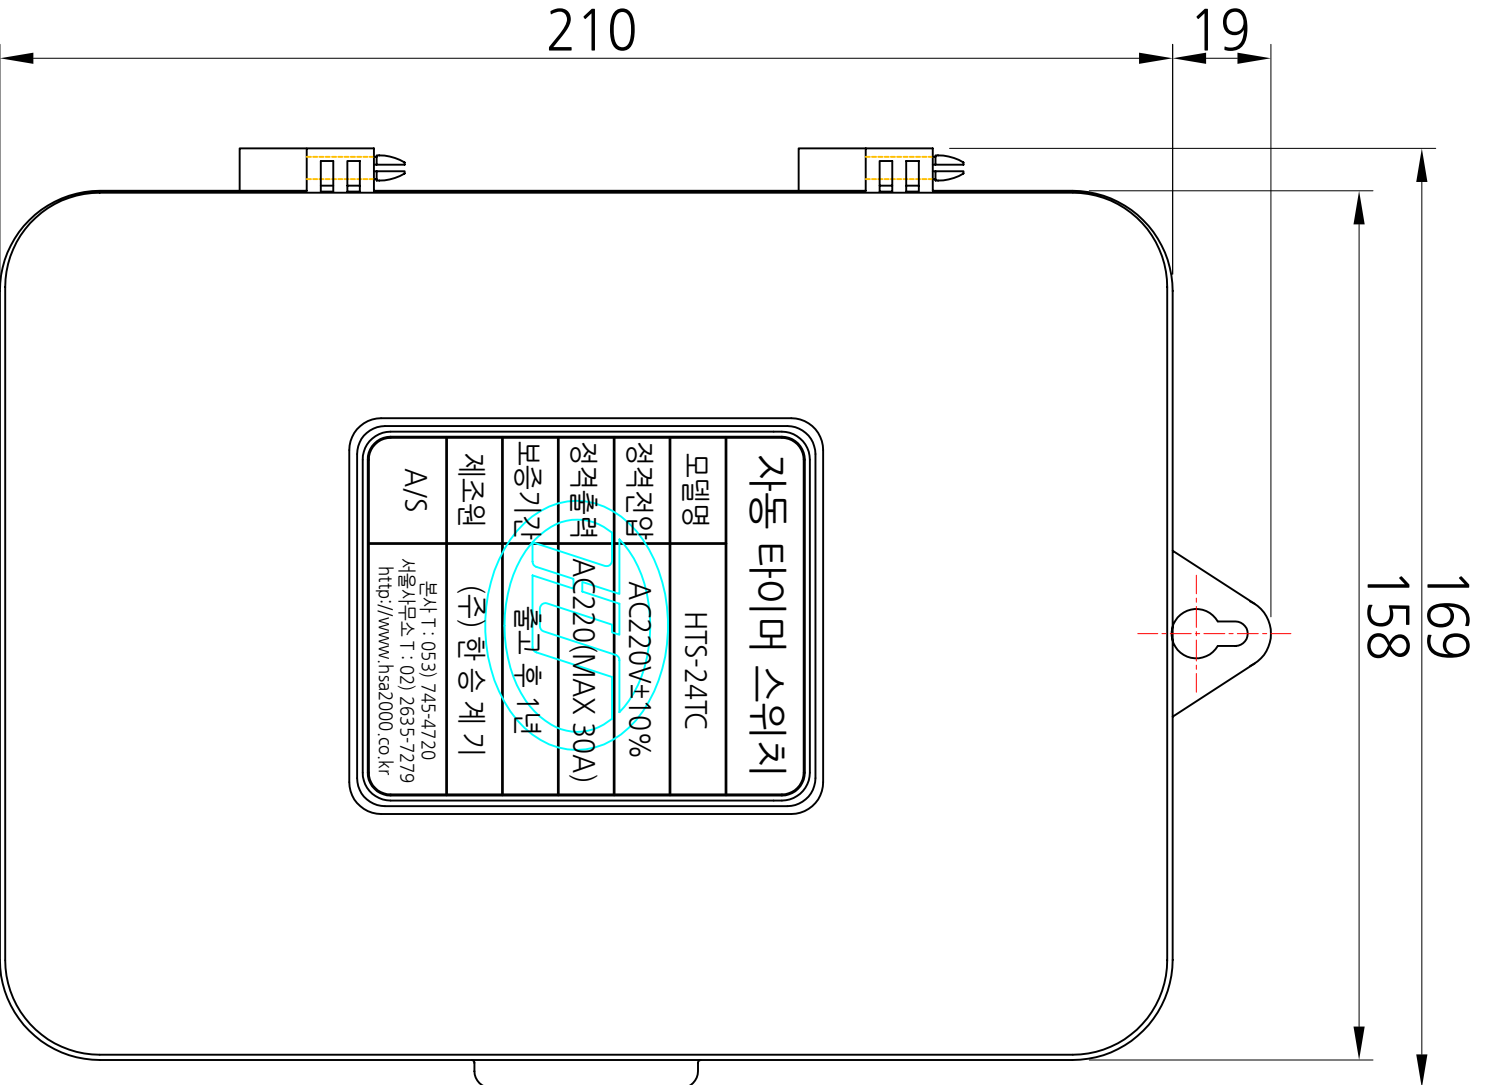 210
19
169
158
자동 타이머 스위치
모델명 HTS-24TC
정격전압 AC220V±10%
정격출력 AC220(MAX 30A)
보증기간 출고 후 1년
제조원 (주) 한 승 계 기
A/S 본사 T : 053) 745-4720
서울사무소 T : 02) 2635-7279
http://www.hsa2000.co.kr